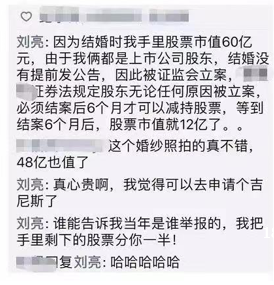 刘亮：因为结婚时我手里股票市值60亿
元，由于我俩都是上市公司股东，结婚没
有提前发公告，因此被证监会立案，
证券法规定股东无论任何原因被立案，
必须结案后6个月才可以减持股票，等
到结案6个月后，股票市值就12亿了。。
这个婚纱照拍的真不错，
48亿也值了
刘亮：真心贵啊，我觉得可以去申请个吉
尼斯了
刘亮：谁能告诉我当年是谁举报的，我把
手里剩下的股票分你一半！
回复刘亮：哈哈哈哈哈